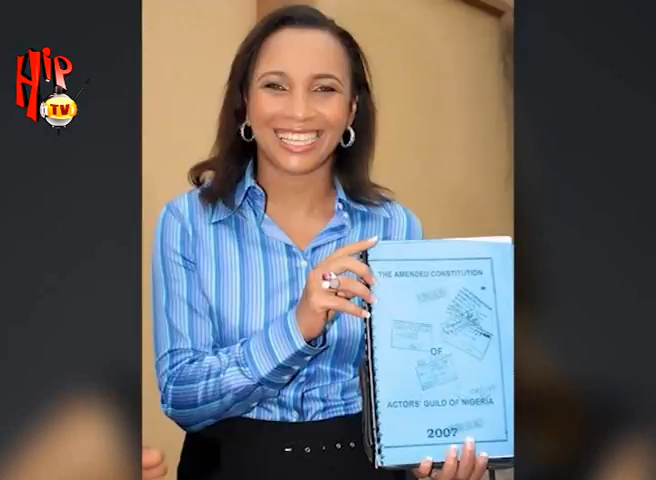 Hip
TV
THE AMENDED CONSTITUTION
OF
ACTORS' GUILD OF NIGERIA
2007